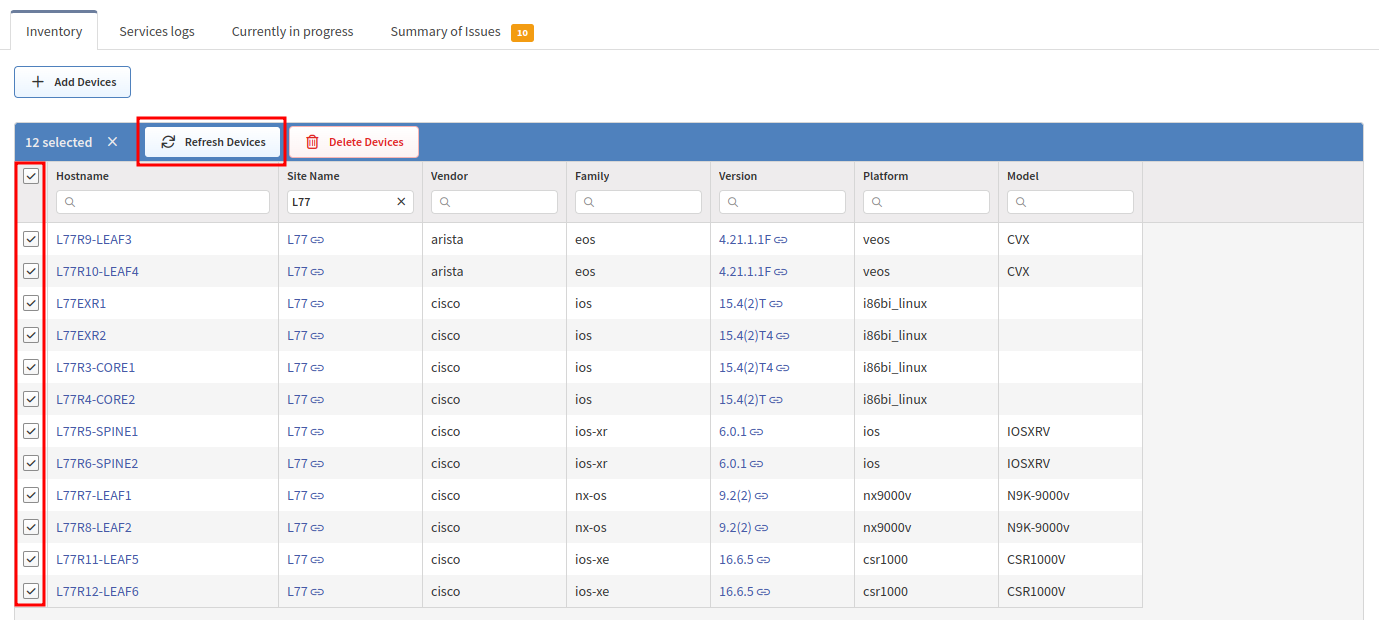 Inventory Services logs Currently in progress Summary of Issues 10
Add Devices
12 selected Refresh Devices Delete Devices
Hostname Site Name Vendor Family Version Platform Model
L77
L77R9-LEAF3 L77 arista eos 4.21.1.1F veos CVX
L77R10-LEAF4 L77 arista eos 4.21.1.1F veos CVX
L77EXR1 L77 cisco ios 15.4(2)T i86bi_linux
L77EXR2 L77 cisco ios 15.4(2)T4 i86bi_linux
L77R3-CORE1 L77 cisco ios 15.4(2)T4 i86bi_linux
L77R4-CORE2 L77 cisco ios 15.4(2)T i86bi_linux
L77R5-SPINE1 L77 cisco ios-xr 6.0.1 ios IOSXRV
L77R6-SPINE2 L77 cisco ios-xr 6.0.1 ios IOSXRV
L77R7-LEAF1 L77 cisco nx-os 9.2(2) nx9000v N9K-9000v
L77R8-LEAF2 L77 cisco nx-os 9.2(2) nx9000v N9K-9000v
L77R11-LEAF5 L77 cisco ios-xe 16.6.5 csr1000 CSR1000V
L77R12-LEAF6 L77 cisco ios-xe 16.6.5 csr1000 CSR1000V